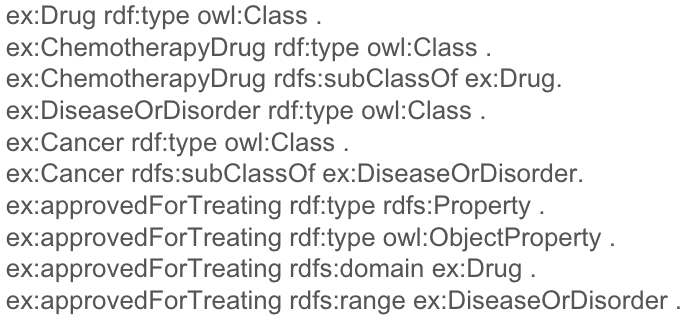 ex:Drug rdf:type owl:Class .
ex:ChemotherapyDrug rdf:type owl:Class .
ex:ChemotherapyDrug rdfs:subClassOf ex:Drug.
ex:DiseaseOrDisorder rdf:type owl:Class .
ex:Cancer rdf:type owl:Class .
ex:Cancer rdfs:subClassOf ex:DiseaseOrDisorder.
ex:approvedForTreating rdf:type rdfs:Property .
ex:approvedForTreating rdf:type owl:ObjectProperty .
ex:approvedForTreating rdfs:domain ex:Drug .
ex:approvedForTreating rdfs:range ex:DiseaseOrDisorder .